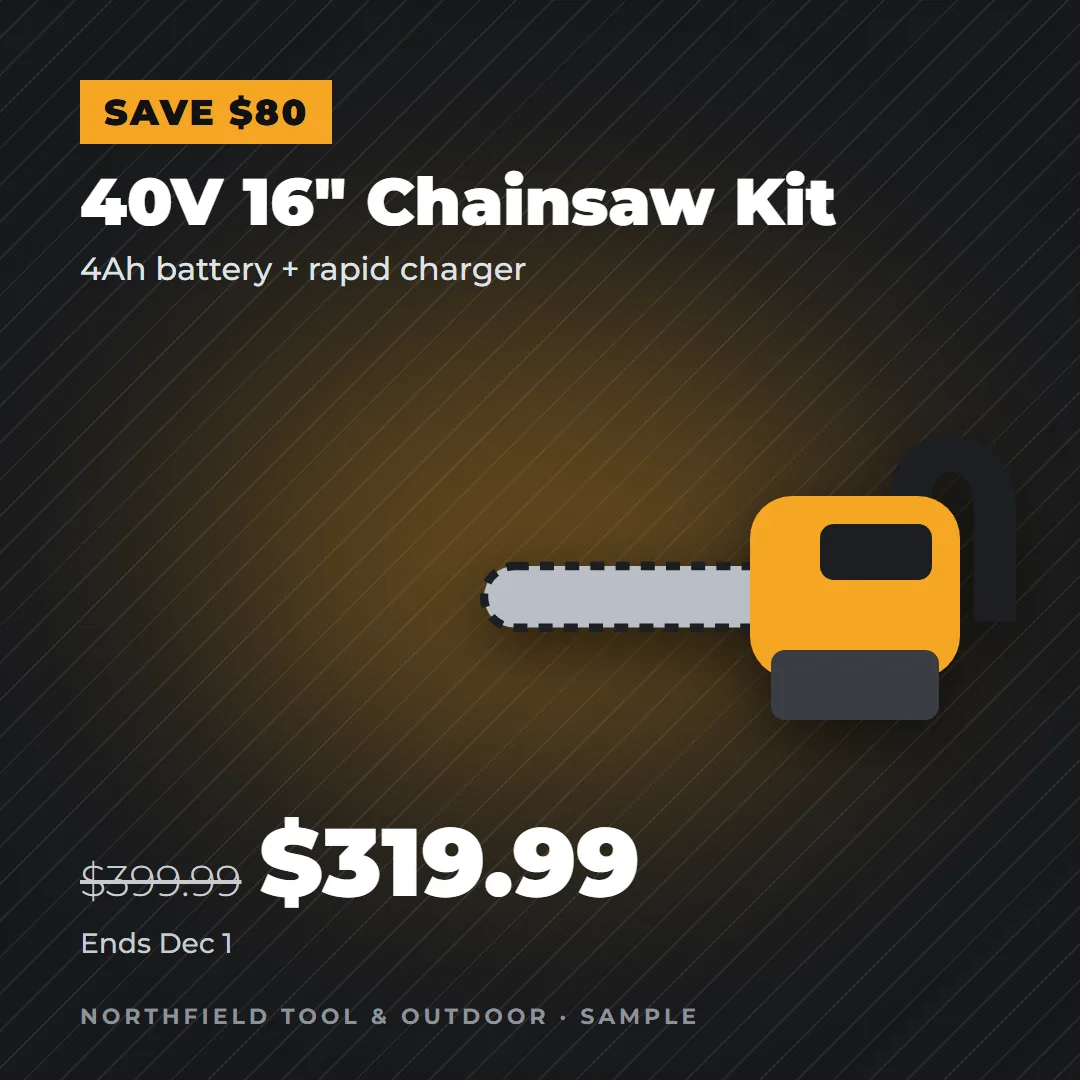 SAVE $80
40V 16" Chainsaw Kit
4Ah battery + rapid charger
$399.99 $319.99
Ends Dec 1
NORTHFIELD TOOL & OUTDOOR · SAMPLE